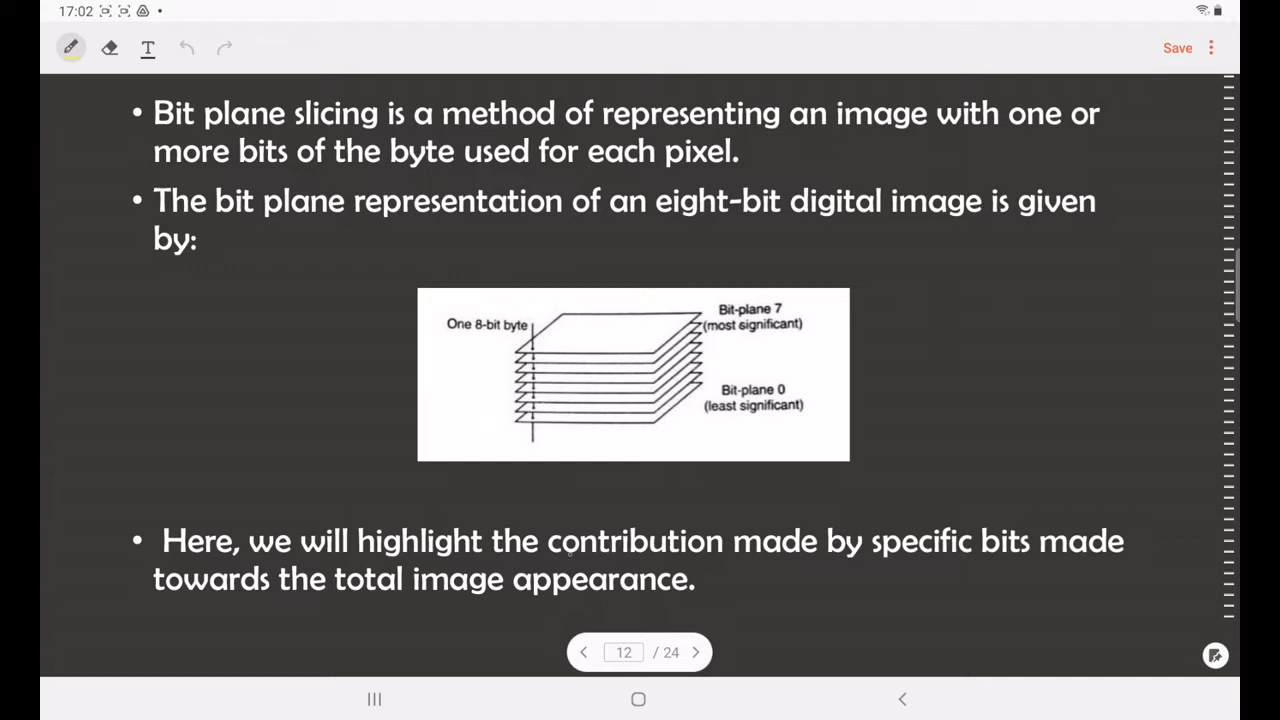 17:02
T
Save
• Bit plane slicing is a method of representing an image with one or
more bits of the byte used for each pixel.
• The bit plane representation of an eight-bit digital image is given
by:
One 8-bit byte
Bit-plane 7
(most significant)
Bit-plane 0
(least significant)
• Here, we will highlight the contribution made by specific bits made
towards the total image appearance.
12 / 24